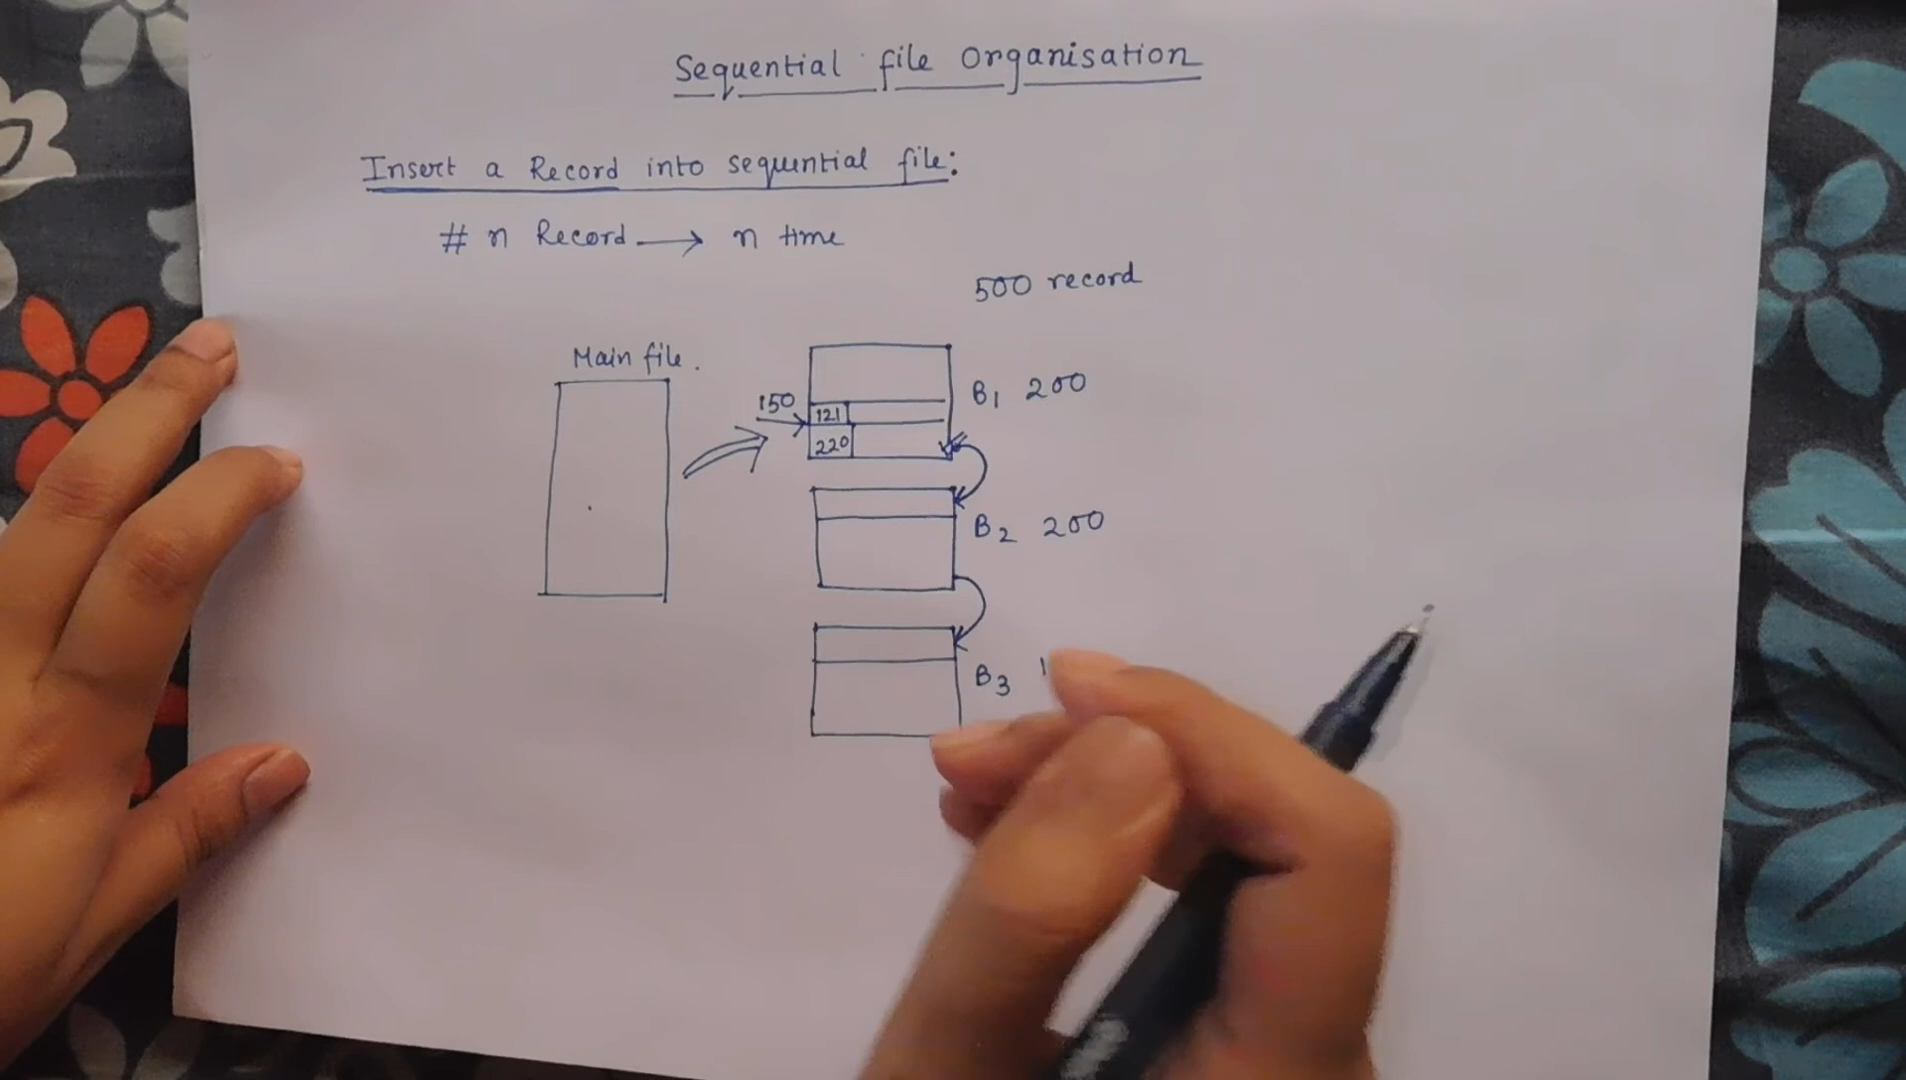 Sequential file Organisation
Insert a Record into sequential file:
# n Record → n time
500 record
Main file.
150
121
220
B1 200
B2 200
B3